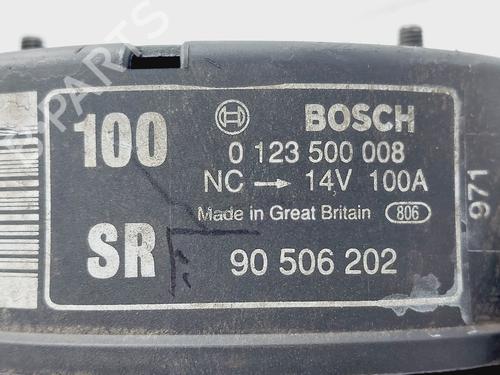 100 BOSCH
0 123 500 008
NC → 14V 100A
Made in Great Britain 806
971
SR 90 506 202